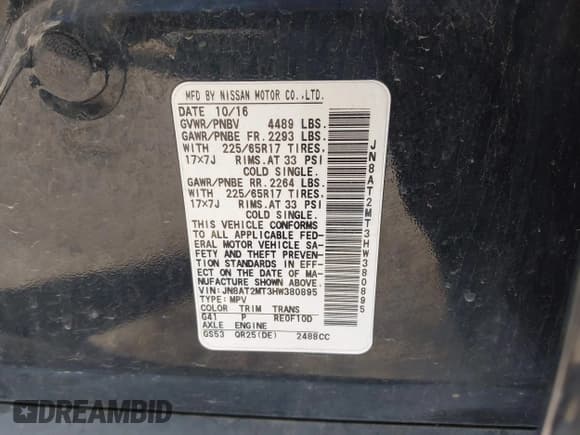 MFD BY NISSAN MOTOR CO.,LTD.
DATE 10/16
GVWR/PNBV 4489 LBS.
GAWR/PNBE FR. 2293 LBS.
WITH 225/65R17 TIRES,
17×7J RIMS, AT 33 PSI
COLD SINGLE.
GAWR/PNBE RR. 2264 LBS.
WITH 225/65R17 TIRES,
17×7J RIMS, AT 33 PSI
COLD SINGLE.
THIS VEHICLE CONFORMS
TO ALL APPLICABLE FED-
ERAL MOTOR VEHICLE SA-
FETY AND THEFT PREVEN-
TION STANDARDS IN EFF-
ECT ON THE DATE OF MA-
NUFACTURE SHOWN ABOVE.
VIN:JN8AT2MT3HW380895
TYPE:MPV
COLOR TRIM TRANS
G41 P RE0F10D
AXLE ENGINE
GS53 QR25(DE) 2488CC
JN8AT2MT3HW380895
DREAMBID